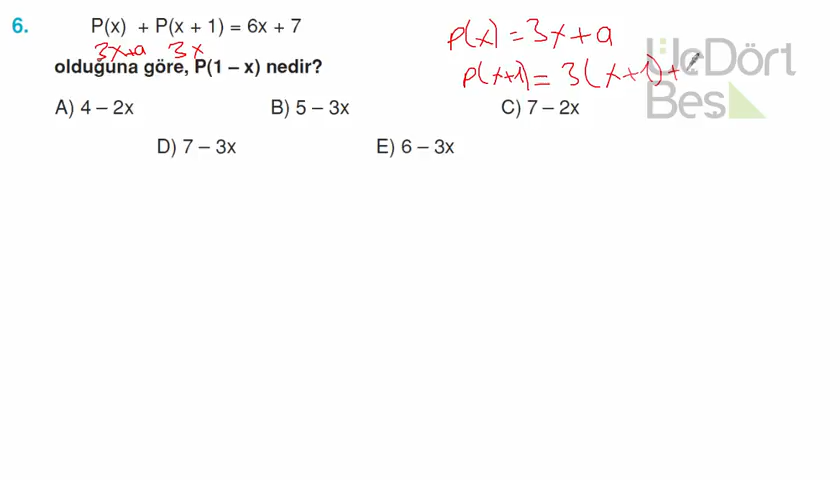 6. P(x) + P(x + 1) = 6x + 7
3x+a 3x
olduğuna göre, P(1 – x) nedir?
A) 4 – 2x B) 5 – 3x C) 7 – 2x
D) 7 – 3x E) 6 – 3x
P(x) = 3x + a
P(x+1) = 3(x+1) +
ÜçDört
Beş